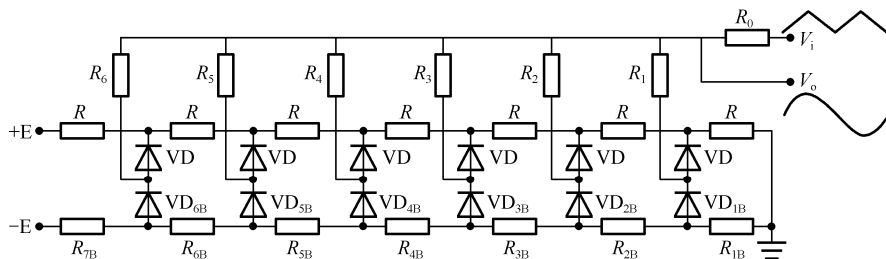 R₀
Vᵢ
R₆ R₅ R₄ R₃ R₂ R₁
Vₒ
R R R R R R R
+E
VD VD VD VD VD VD
VD₆B VD₅B VD₄B VD₃B VD₂B VD₁B
−E
R₇B R₆B R₅B R₄B R₃B R₂B R₁B